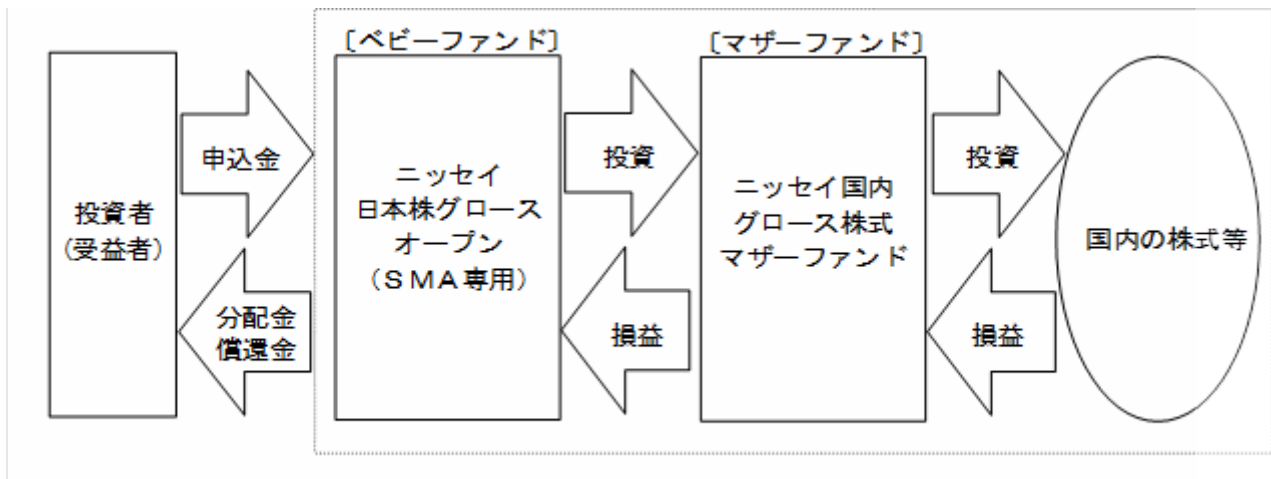 投資者
(受益者)
申込金
分配金
償還金
〔ベビーファンド〕
ニッセイ
日本株グロース
オープン
(ＳＭＡ専用)
投資
損益
〔マザーファンド〕
ニッセイ国内
グロース株式
マザーファンド
投資
損益
国内の株式等